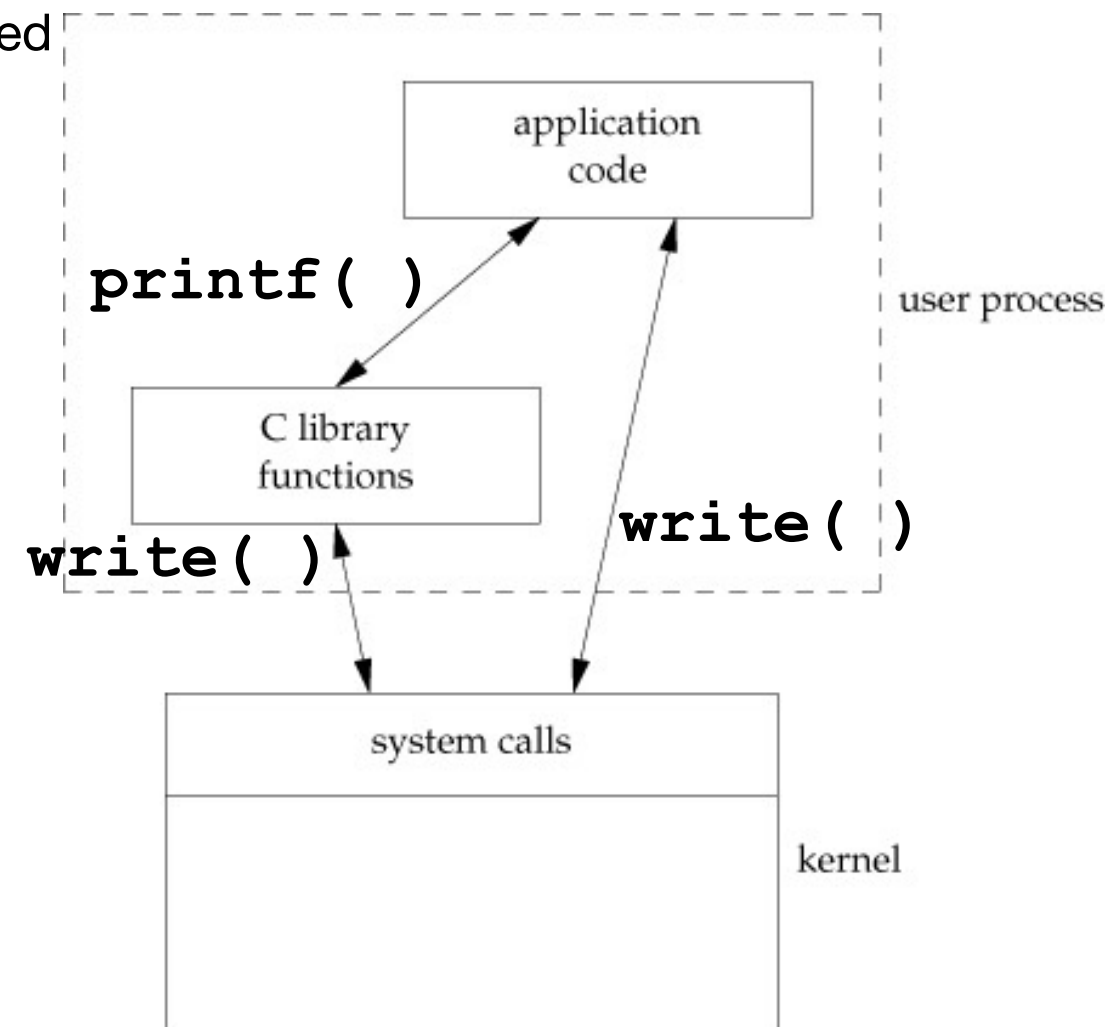 ed
application
code
printf( )
user process
C library
functions
write( )
write( )
system calls
kernel